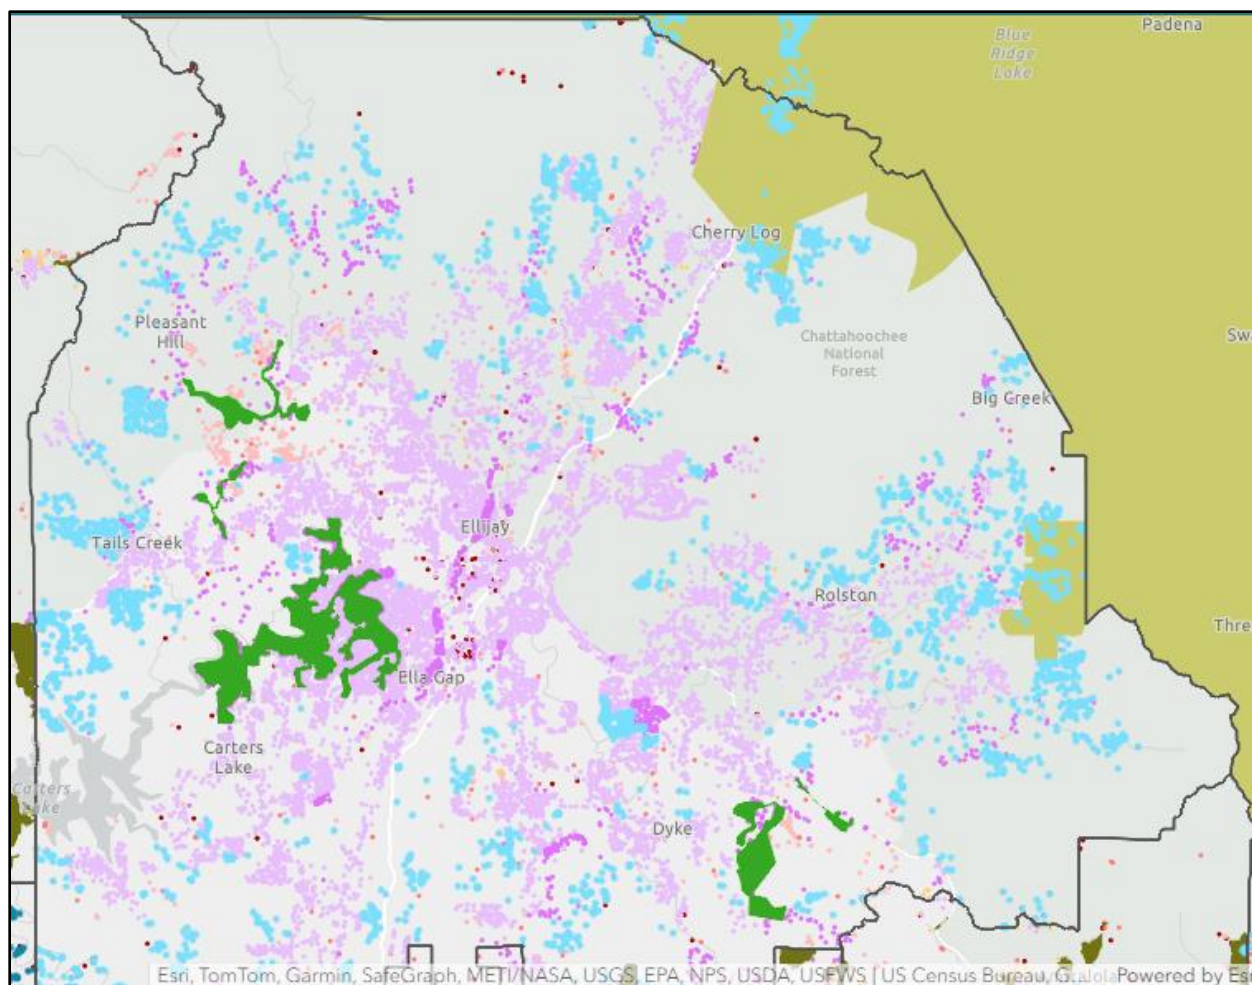 Padena
Blue
Ridge
Lake
Cherry Log
Pleasant
Hill
Chattahoochee
National
Forest
Swa
Big Creek
Ellijay
Tails Creek
Rolston
Thre
Ella Gap
Carters
Lake
Carters
Lake
Dyke
Esri, TomTom, Garmin, SafeGraph, METI/NASA, USGS, EPA, NPS, USDA, USFWS | US Census Bureau, G... Powered by Esri